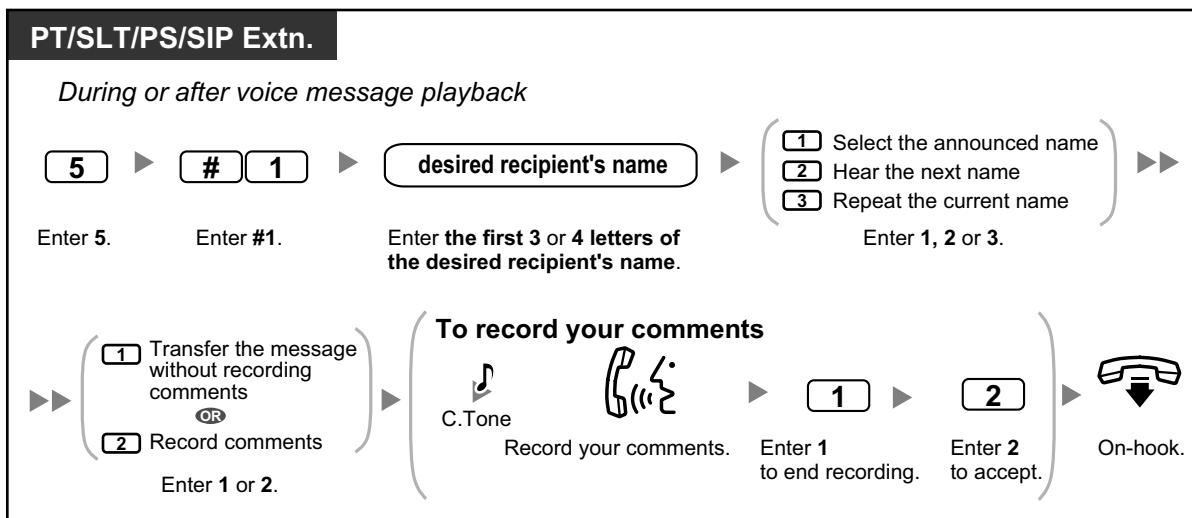 PT/SLT/PS/SIP Extn.
During or after voice message playback
5
# 1
desired recipient's name
1 Select the announced name
2 Hear the next name
3 Repeat the current name
Enter 5.
Enter #1.
Enter the first 3 or 4 letters of
the desired recipient's name.
Enter 1, 2 or 3.
1 Transfer the message
without recording
comments
OR
2 Record comments
Enter 1 or 2.
To record your comments
C.Tone
Record your comments.
1
Enter 1
to end recording.
2
Enter 2
to accept.
On-hook.